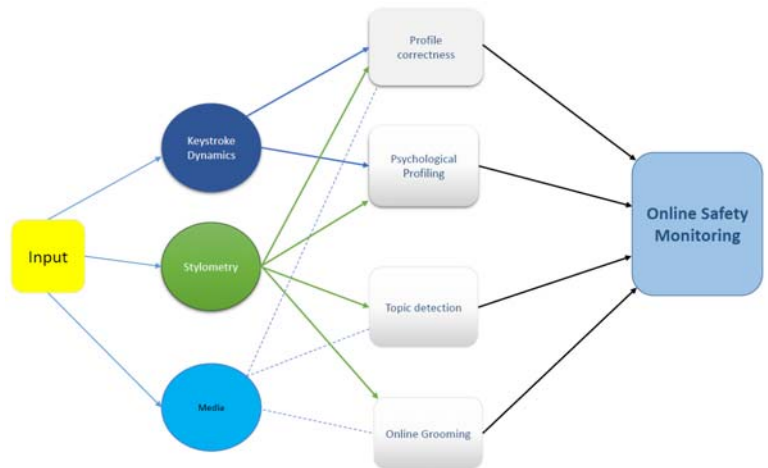 Profile
correctness
Keystroke
Dynamics
Psychological
Profiling
Online Safety
Monitoring
Input
Stylometry
Topic detection
Media
Online Grooming